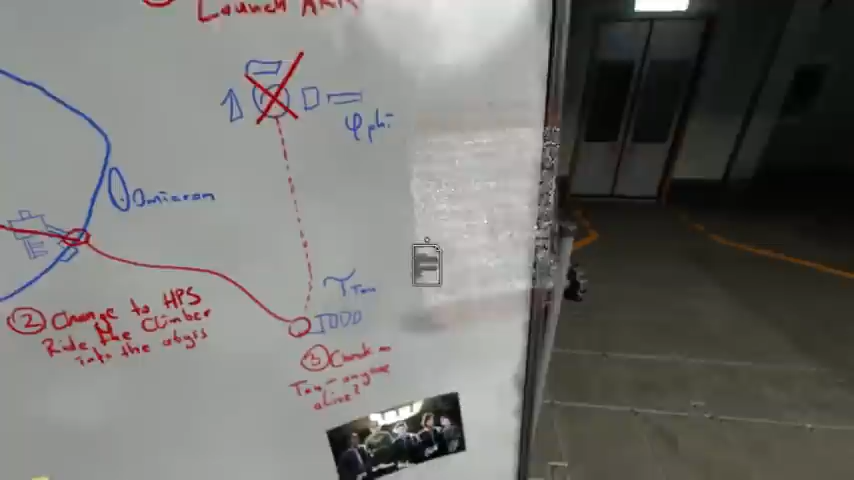 Launch ARK
φ phi
Omicron
② Change to HPS
Ride the Climber
into the abyss
τ Tau
③ Check on
Tau - anyone
alive?